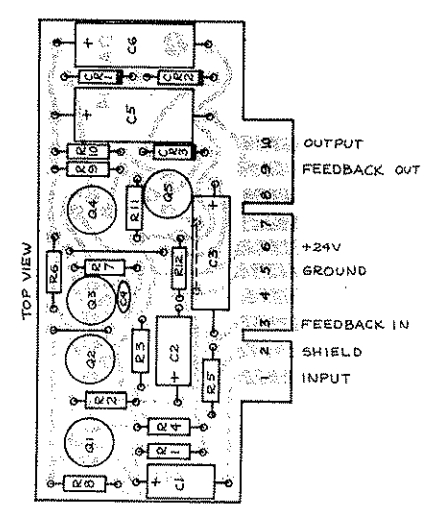 TOP VIEW
+ C6
CR1
CR2
+ C5
R10
CR3
R9
Q4
R11
Q5
+
C3
R6
R7
R12
Q3
C4
Q2
R3
C2
+
R5
R2
Q1
R4
R1
R8
+ C1
10 OUTPUT
9 FEEDBACK OUT
8
7
6 +24V
5 GROUND
4
3 FEEDBACK IN
2 SHIELD
1 INPUT